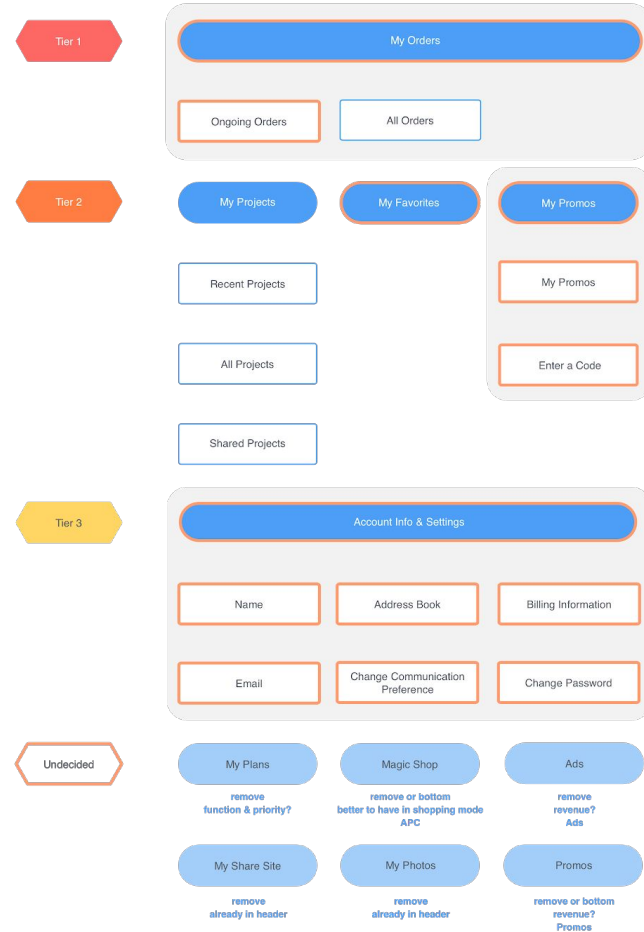 Tier 1
My Orders
Ongoing Orders
All Orders
Tier 2
My Projects
My Favorites
My Promos
Recent Projects
My Promos
All Projects
Enter a Code
Shared Projects
Tier 3
Account Info & Settings
Name
Address Book
Billing Information
Email
Change Communication
Preference
Change Password
Undecided
My Plans
Magic Shop
Ads
remove
function & priority?
remove or bottom
better to have in shopping mode
APC
remove
revenue?
Ads
My Share Site
My Photos
Promos
remove
already in header
remove
already in header
remove or bottom
revenue?
Promos